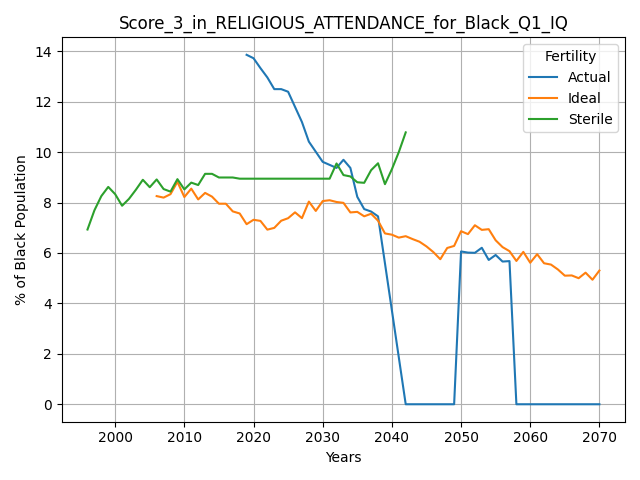 Score_3_in_RELIGIOUS_ATTENDANCE_for_Black_Q1_IQ
Fertility
Actual
Ideal
Sterile
% of Black Population
14
12
10
8
6
4
2
0
2000 2010 2020 2030 2040 2050 2060 2070
Years